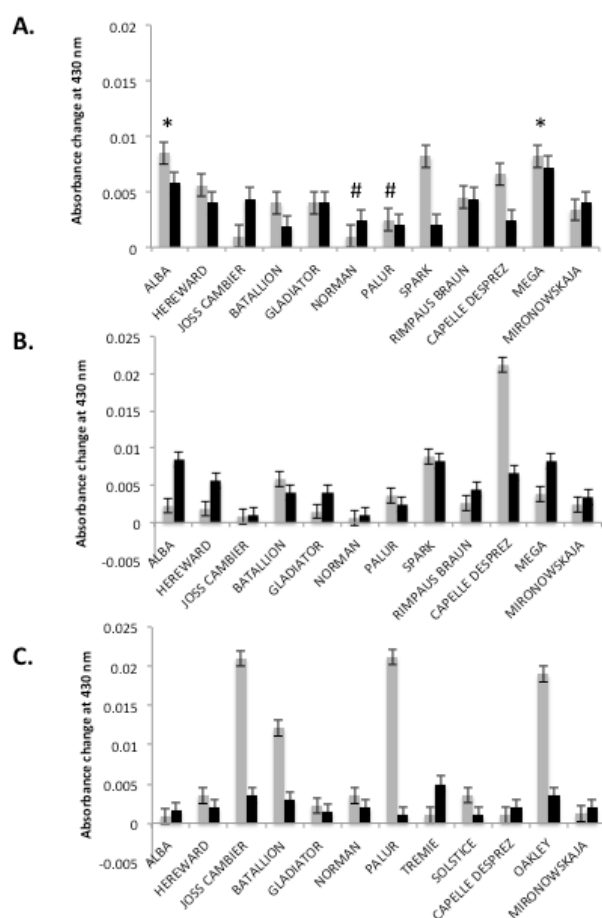 A.
Absorbance change at 430 nm
0.02
0.015
0.01
0.005
0
*
#
#
*
ALBA
HEREWARD
JOSS CAMBIER
BATALLION
GLADIATOR
NORMAN
PALUR
SPARK
RIMPAUS BRAUN
CAPELLE DESPREZ
MEGA
MIRONOWSKAJA
B.
Absorbance change at 430 nm
0.025
0.02
0.015
0.01
0.005
0
-0.005
ALBA
HEREWARD
JOSS CAMBIER
BATALLION
GLADIATOR
NORMAN
PALUR
SPARK
RIMPAUS BRAUN
CAPELLE DESPREZ
MEGA
MIRONOWSKAJA
C.
Absorbance change at 430 nm
0.025
0.02
0.015
0.01
0.005
0
-0.005
ALBA
HEREWARD
JOSS CAMBIER
BATALLION
GLADIATOR
NORMAN
PALUR
TREMIE
SOLSTICE
CAPELLE DESPREZ
OAKLEY
MIRONOWSKAJA